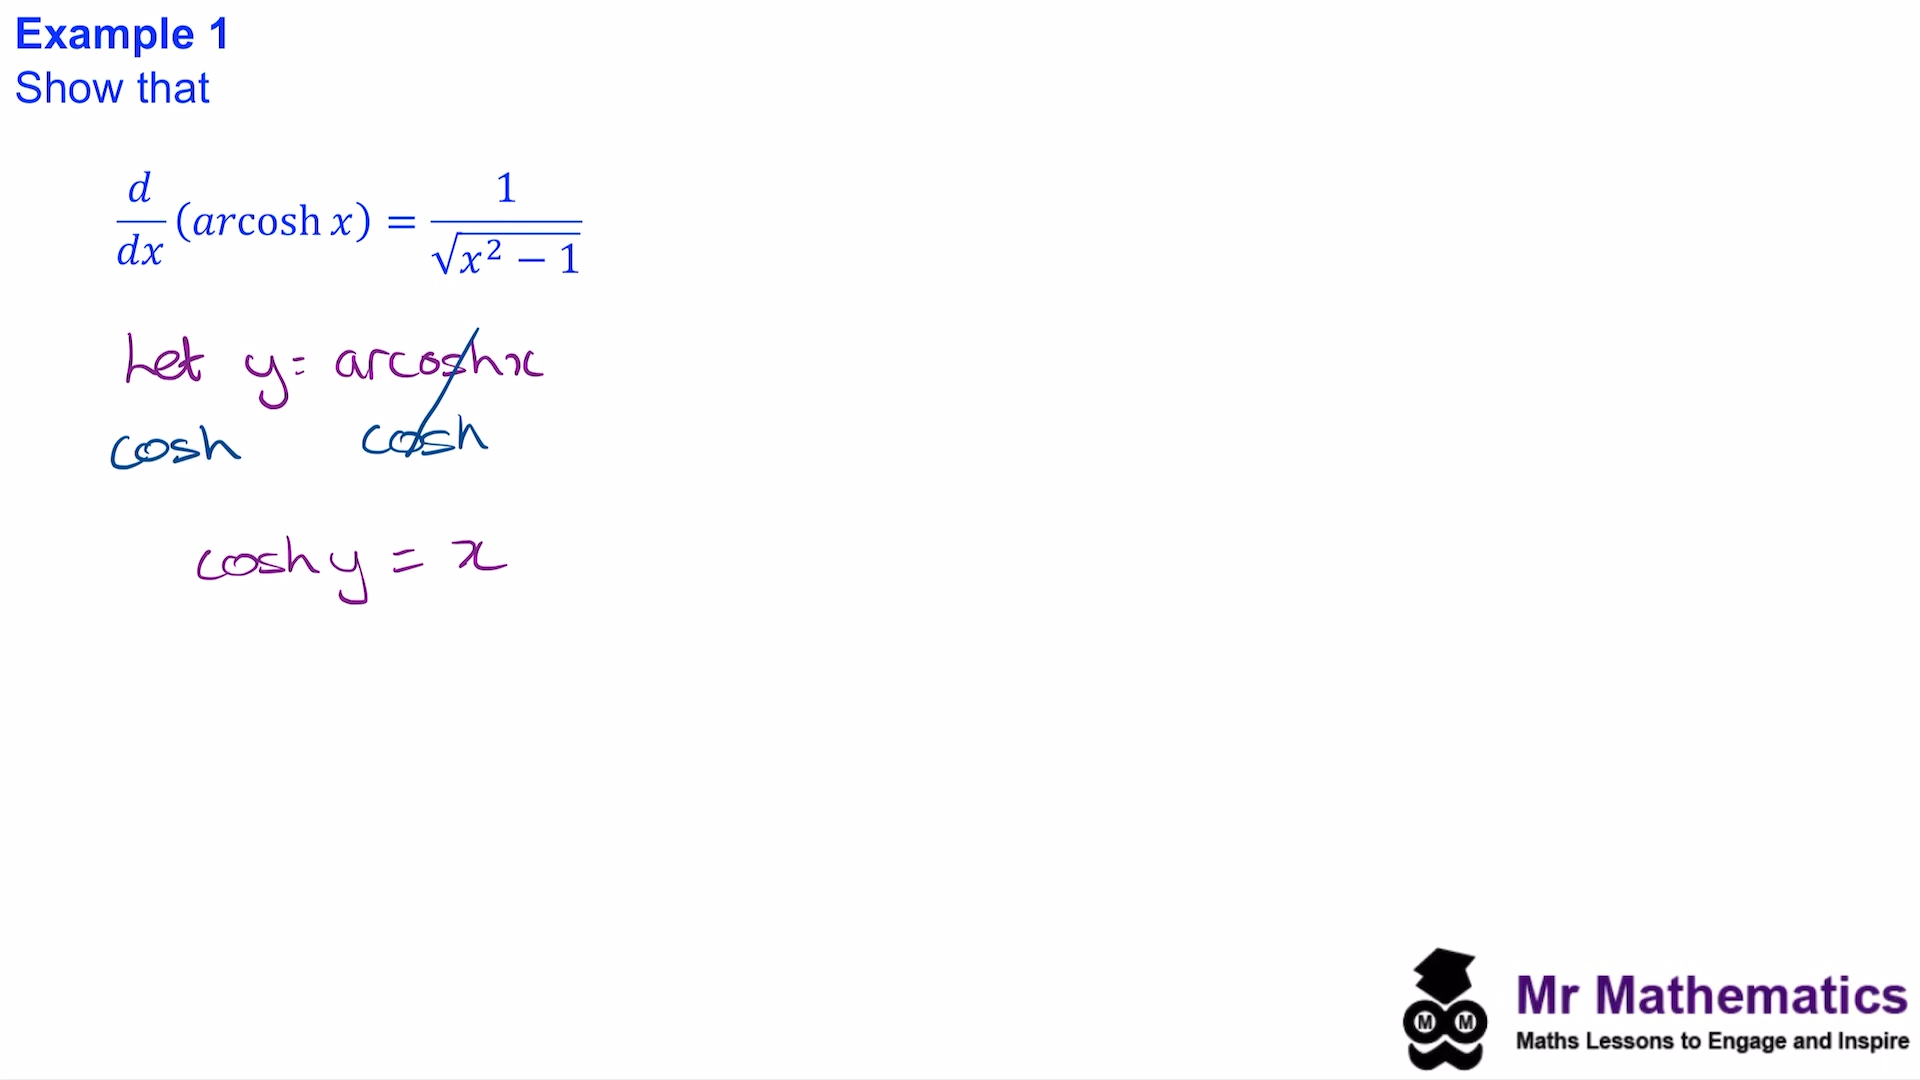 Example 1
Show that
d/dx (arcosh x) = 1/√(x² − 1)
Let y = arcosh x
cosh cosh
cosh y = x
M M
Mr Mathematics
Maths Lessons to Engage and Inspire